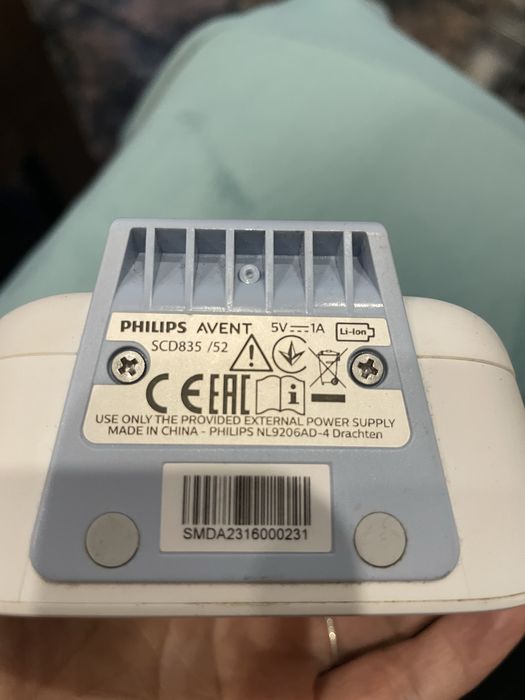 PHILIPS AVENT 5V⎓1A Li-Ion
SCD835 /52
CE EAC i
USE ONLY THE PROVIDED EXTERNAL POWER SUPPLY
MADE IN CHINA - PHILIPS NL9206AD-4 Drachten
SMDA2316000231